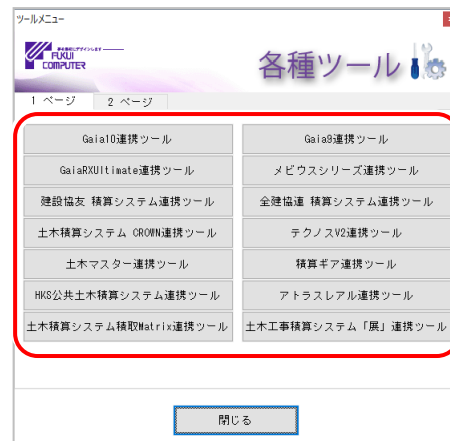 ツールメニュー
FUKUI
COMPUTER
各種ツール
1 ページ
2 ページ
Gaia10連携ツール
Gaia9連携ツール
GaiaRXUltimate連携ツール
メビウスシリーズ連携ツール
建設協友 積算システム連携ツール
全建協連 積算システム連携ツール
土木積算システム CROWN連携ツール
テクノスV2連携ツール
土木マスター連携ツール
積算ギア連携ツール
HKS公共土木積算システム連携ツール
アトラスレアル連携ツール
土木積算システム積取Matrix連携ツール
土木工事積算システム「展」連携ツール
閉じる